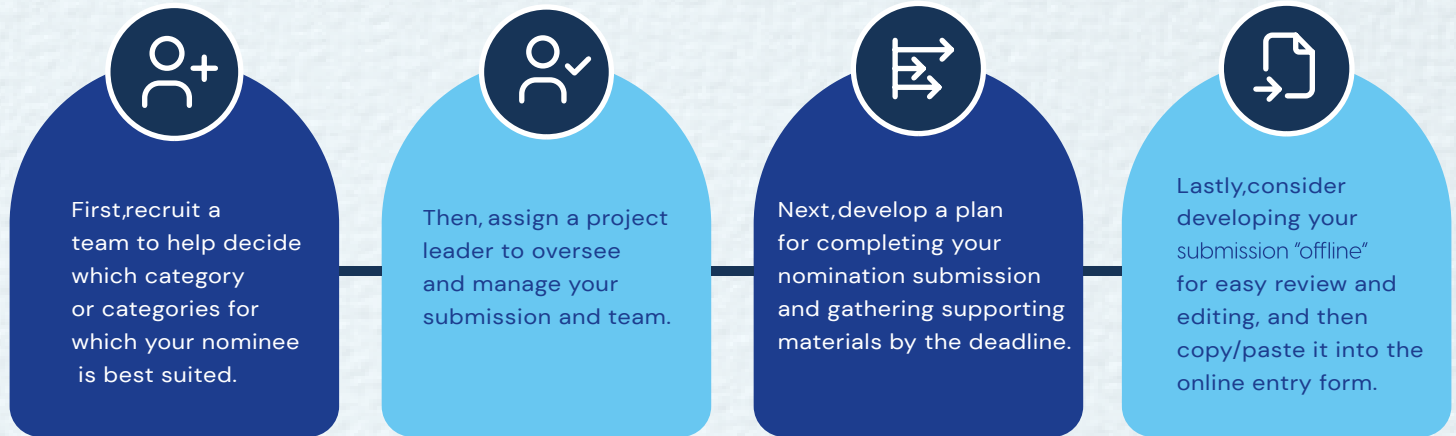 First,recruit a
team to help decide
which category
or categories for
which your nominee
is best suited.
Then, assign a project
leader to oversee
and manage your
submission and team.
Next,develop a plan
for completing your
nomination submission
and gathering supporting
materials by the deadline.
Lastly,consider
developing your
submission “offline”
for easy review and
editing, and then
copy/paste it into the
online entry form.